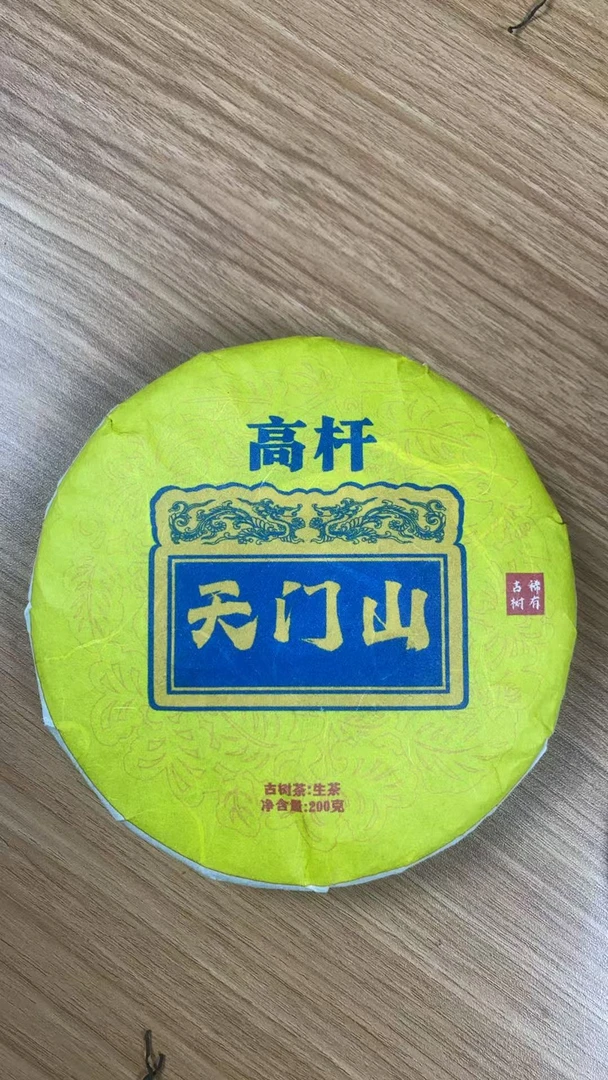 高杆
天门山
稀有
古树
古树茶:生茶
净含量:200克